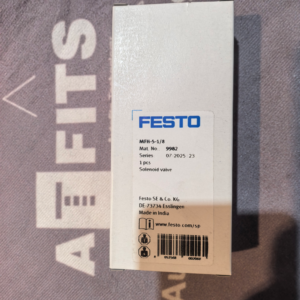 FESTO
MFH-5-1/8
Mat. No. 9982
Series 07 2025 23
1 pcs
Solenoid valve
Festo SE & Co. KG
DE-73734 Esslingen
Made in India
www.festo.com/se
FITS
A